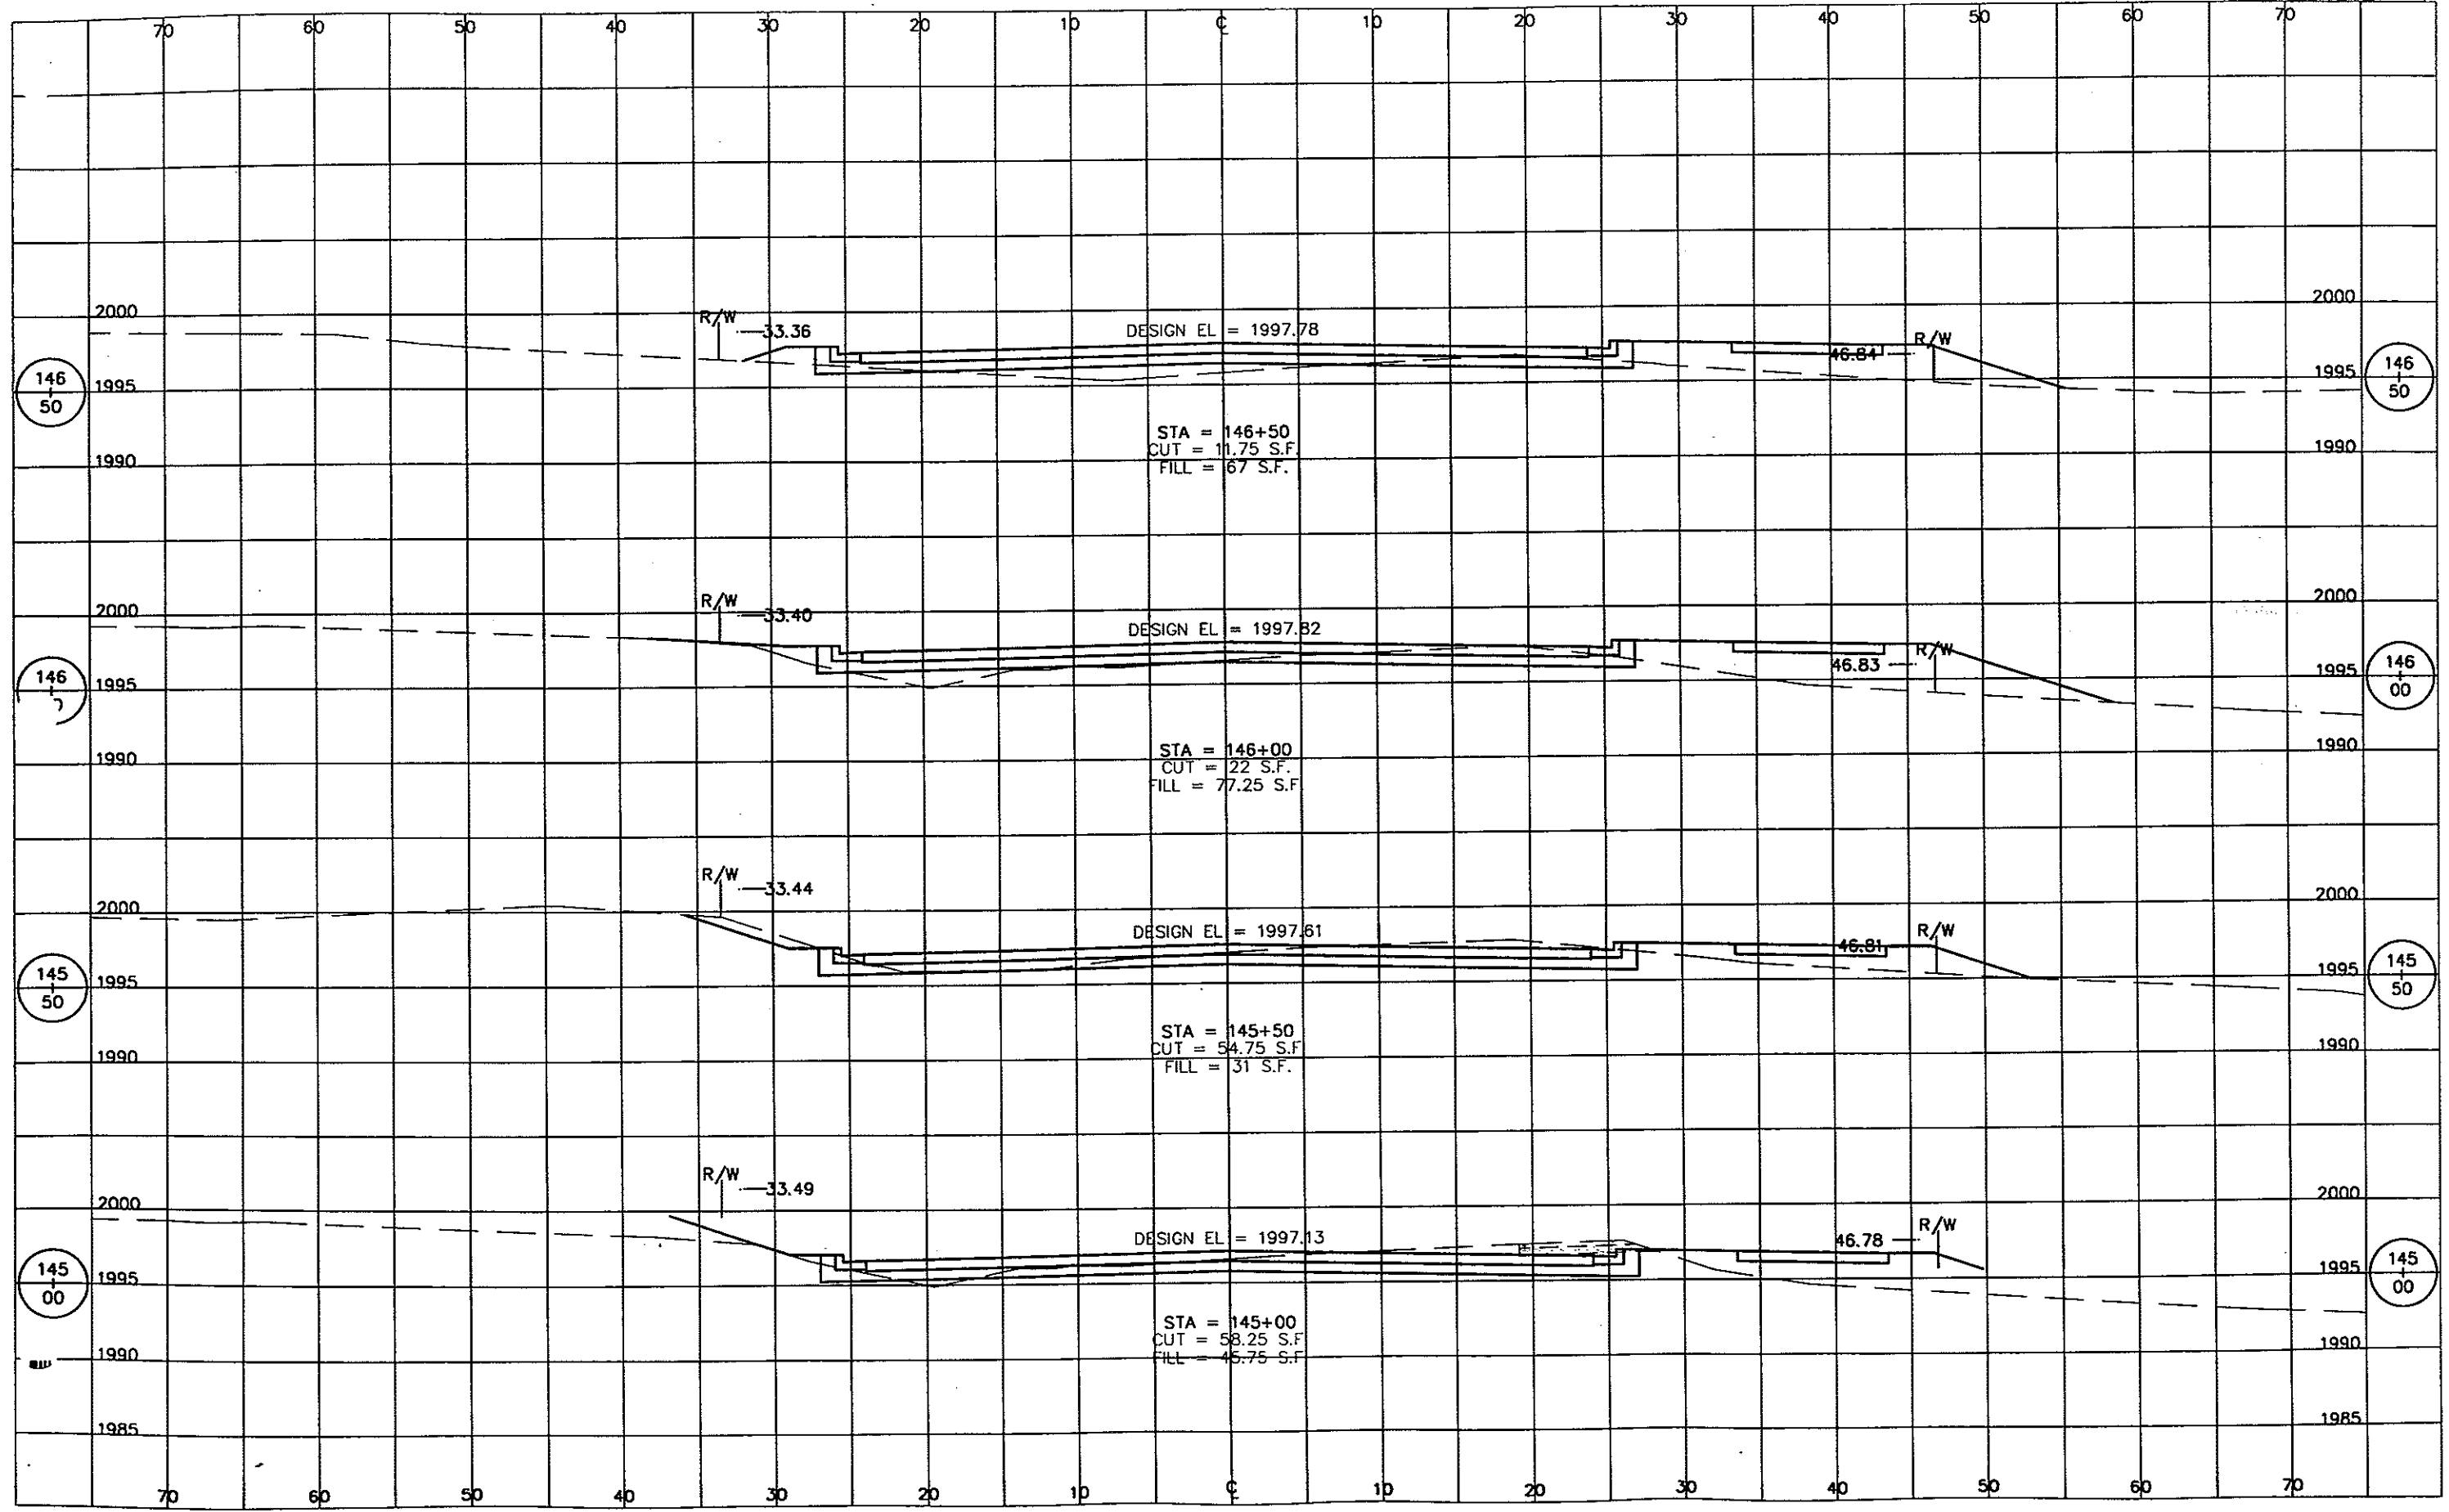 70 60 50 40 30 20 10 ℄ 10 20 30 40 50 60 70
2000 R/W 33.36 DESIGN EL = 1997.78 R/W 2000
46.84
146 50 1995 1995 146 50
STA = 146+50
CUT = 11.75 S.F.
FILL = 67 S.F.
1990 1990
2000 R/W 33.40 DESIGN EL = 1997.82 R/W 2000
46.83
146 1995 1995 146 00
STA = 146+00
CUT = 22 S.F.
FILL = 77.25 S.F
1990 1990
R/W 33.44
2000 DESIGN EL = 1997.61 R/W 2000
46.81
145 50 1995 1995 145 50
STA = 145+50
CUT = 54.75 S.F
FILL = 31 S.F.
1990 1990
R/W 33.49
2000 DESIGN EL = 1997.13 46.78 R/W 2000
145 00 1995 1995 145 00
STA = 145+00
CUT = 58.25 S.F
FILL = 45.75 S.F
1990 1990
1985 1985
70 60 50 40 30 20 10 ℄ 10 20 30 40 50 60 70